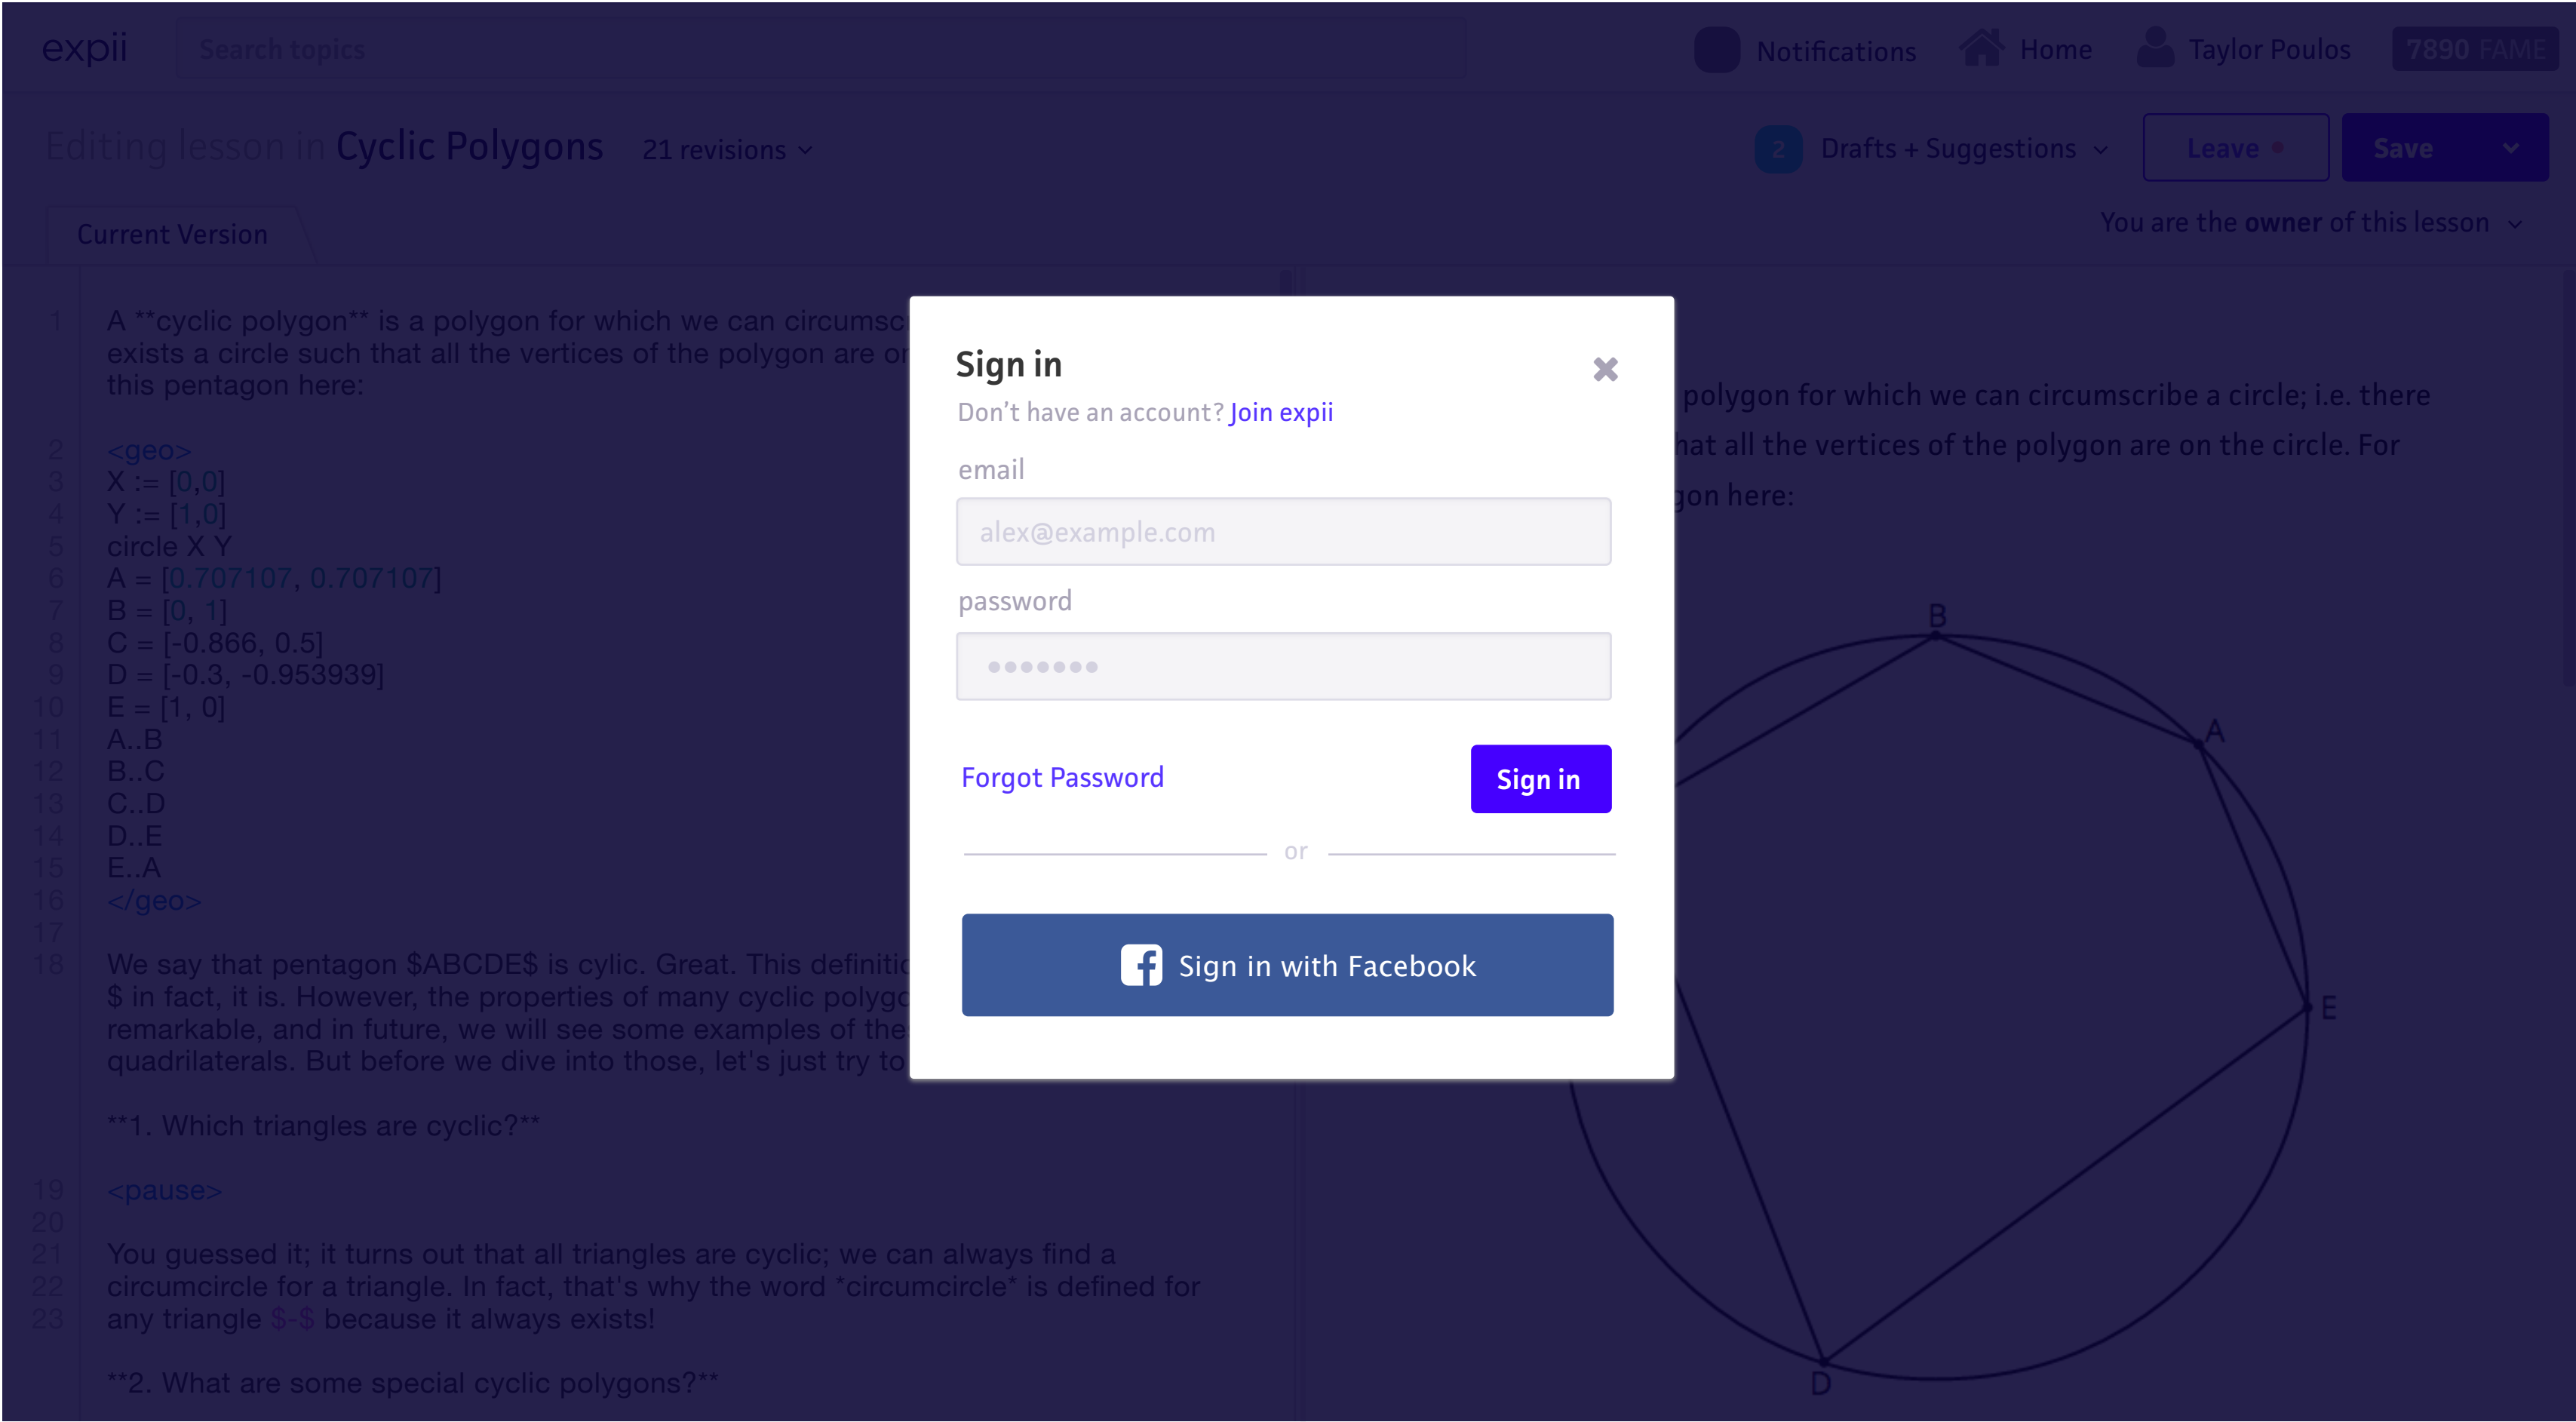 expii
Search topics
Notifications
Home
Taylor Poulos
7890 FAME
Editing lesson in Cyclic Polygons
21 revisions
2
Drafts + Suggestions
Leave
Save
Current Version
You are the owner of this lesson
1 A **cyclic polygon** is a polygon for which we can
exists a circle such that all the vertices of the polygon are
this pentagon here:
2 <geo>
3 X := [0,0]
4 Y := [1,0]
5 circle X Y
6 A = [0.707107, 0.707107]
7 B = [0, 1]
8 C = [-0.866, 0.5]
9 D = [-0.3, -0.953939]
10 E = [1, 0]
11 A..B
12 B..C
13 C..D
14 D..E
15 E..A
16 </geo>
17
18 We say that pentagon $ABCDE$ is cylic. Great. This
$ in fact, it is. However, the properties of many cyclic
remarkable, and in future, we will see some examples of
quadrilaterals. But before we dive into those, let's just try to
**1. Which triangles are cyclic?**
19 <pause>
20
21 You guessed it; it turns out that all triangles are cyclic; we can always find a
22 circumcircle for a triangle. In fact, that's why the word *circumcircle* is defined for
23 any triangle $-$ because it always exists!
**2. What are some special cyclic polygons?**
Sign in
Don't have an account? Join expii
email
alex@example.com
password
Forgot Password
Sign in
or
Sign in with Facebook
polygon for which we can circumscribe a circle; i.e. there
all the vertices of the polygon are on the circle. For
here:
B
A
E
D